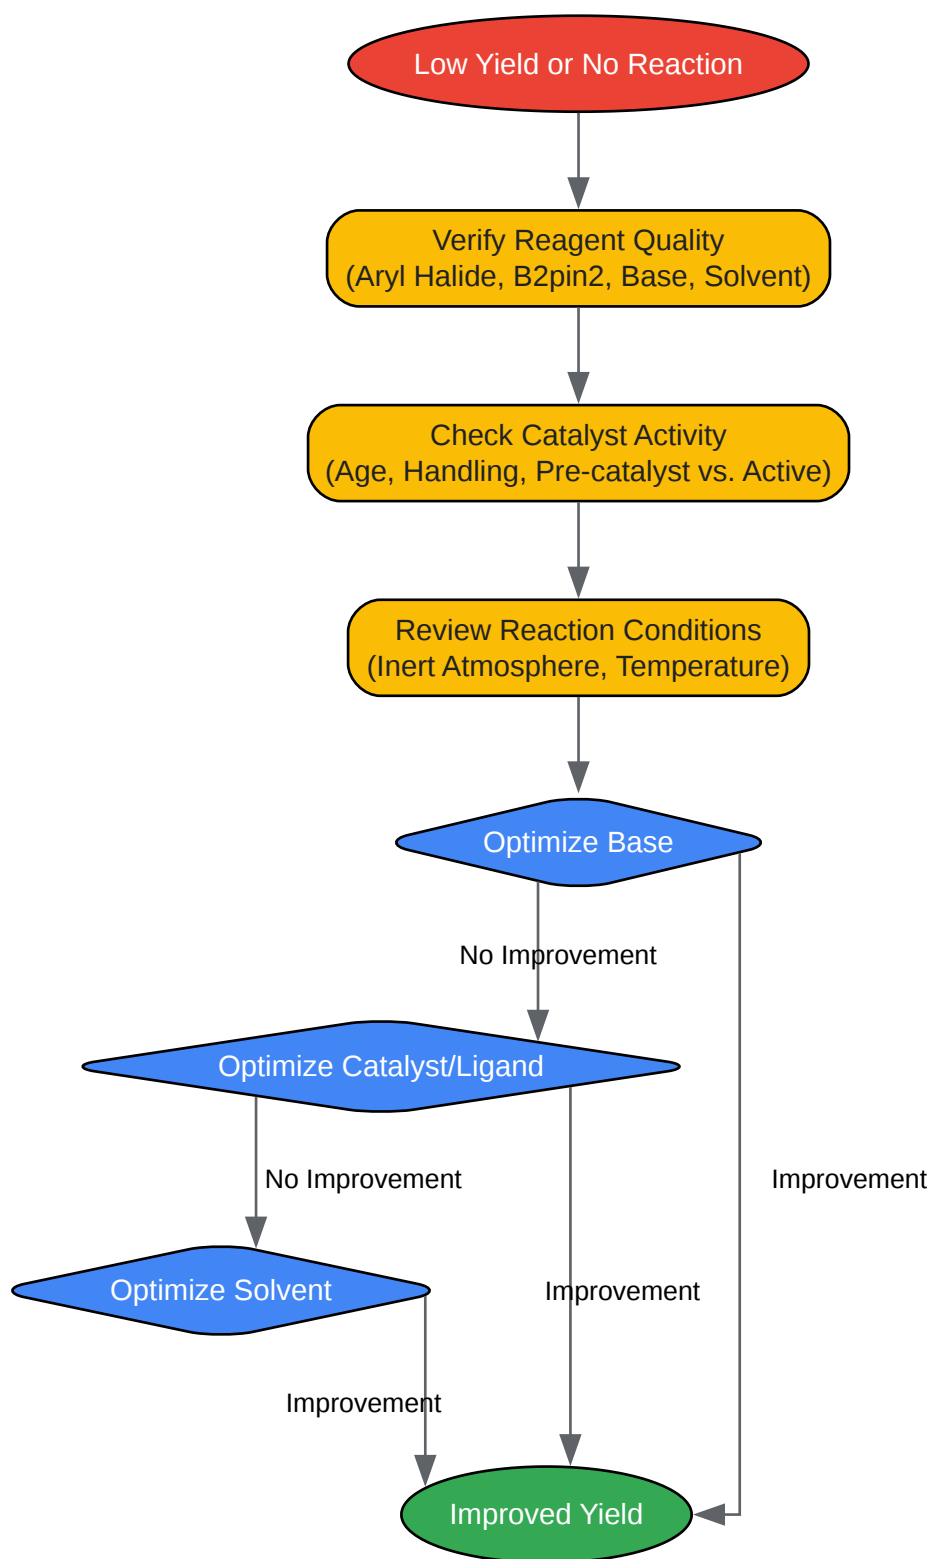 Low Yield or No Reaction
Verify Reagent Quality
(Aryl Halide, B2pin2, Base, Solvent)
Check Catalyst Activity
(Age, Handling, Pre-catalyst vs. Active)
Review Reaction Conditions
(Inert Atmosphere, Temperature)
Optimize Base
No Improvement
Optimize Catalyst/Ligand
No Improvement
Improvement
Optimize Solvent
Improvement
Improvement
Improved Yield